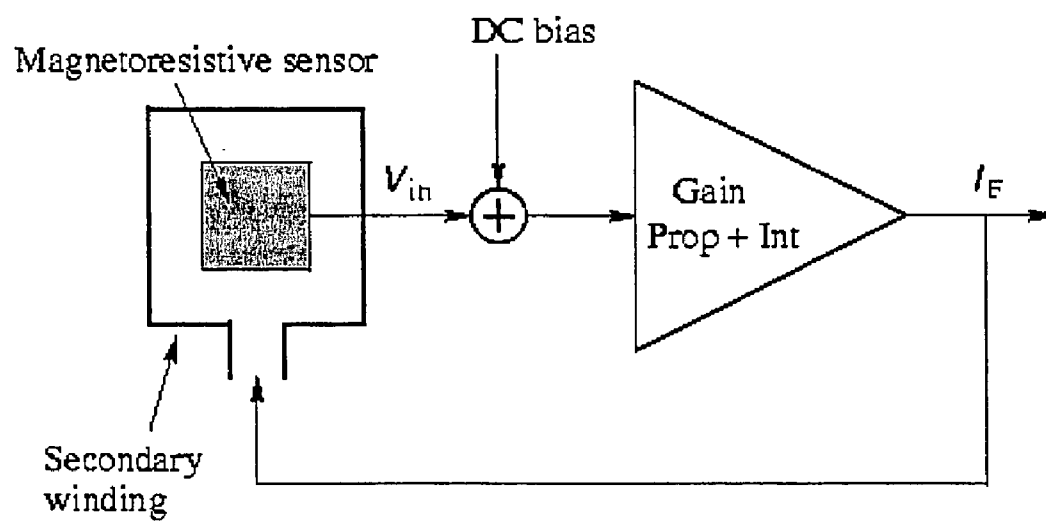 DC bias
Magnetoresistive sensor
Vin
Gain
Prop + Int
IF
Secondary
winding